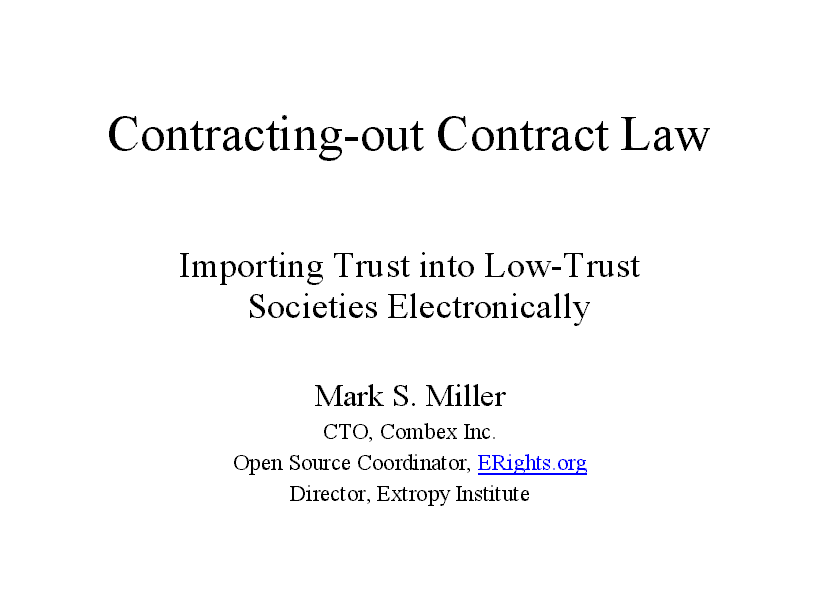 Contracting-out Contract Law
Importing Trust into Low-Trust
Societies Electronically
Mark S. Miller
CTO, Combex Inc.
Open Source Coordinator, ERights.org
Director, Extropy Institute